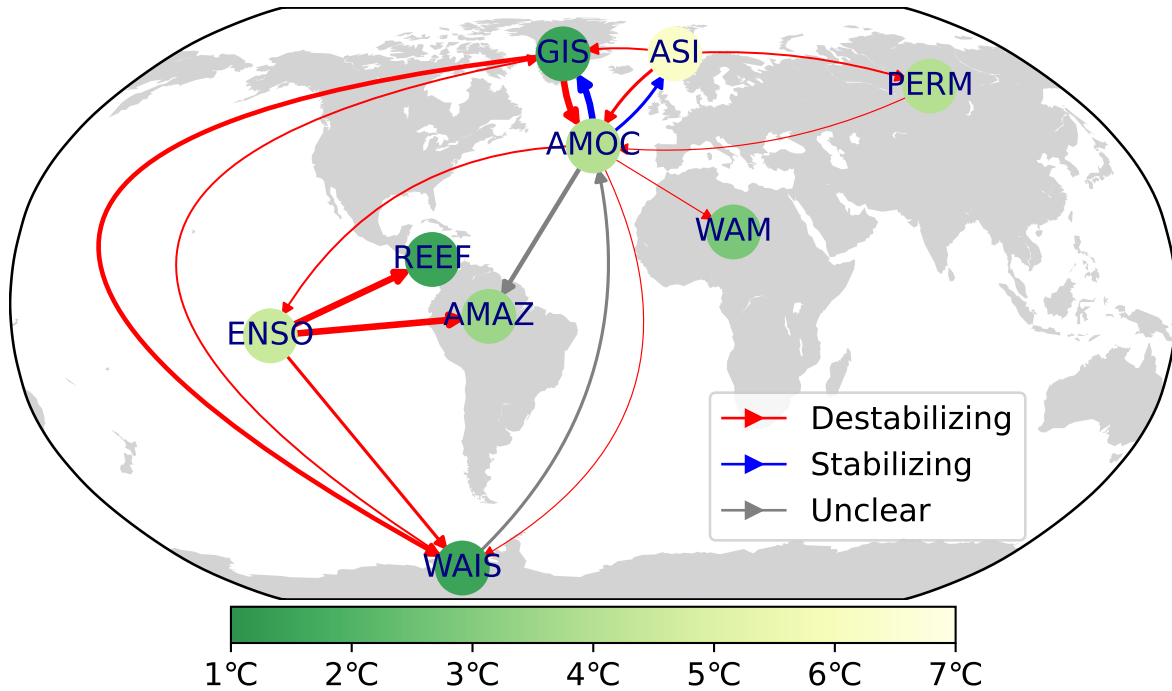 GIS
ASI
PERM
AMOC
WAM
REEF
AMAZ
ENSO
Destabilizing
Stabilizing
Unclear
WAIS
1°C 2°C 3°C 4°C 5°C 6°C 7°C